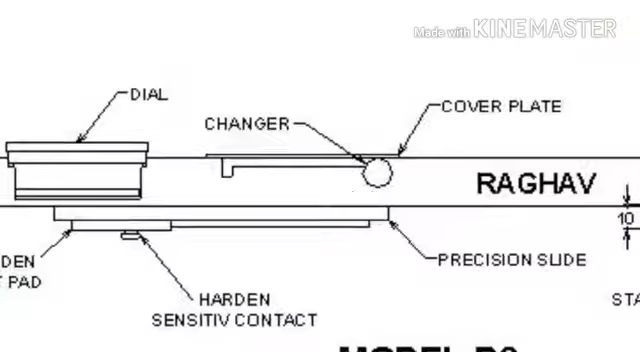 Made with KINEMASTER
DIAL
COVER PLATE
CHANGER
RAGHAV
10
DEN
PAD
PRECISION SLIDE
HARDEN
SENSITIV CONTACT
STA